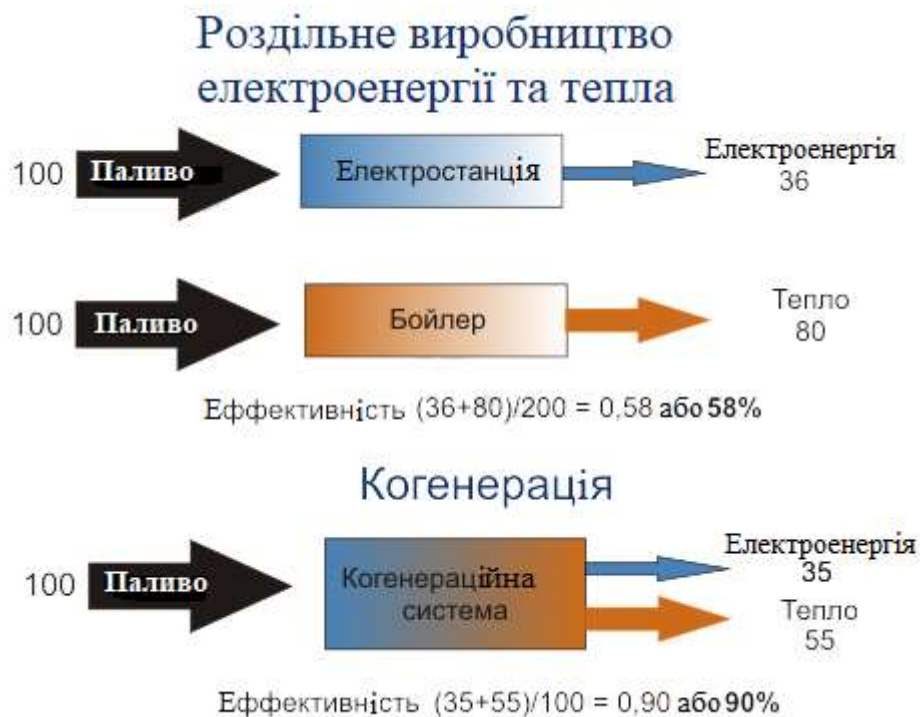 Роздільне виробництво
електроенергії та тепла
100 Паливо Електростанція Електроенергія
36
100 Паливо Бойлер Тепло
80
Еффективність (36+80)/200 = 0,58 або 58%
Когенерація
100 Паливо Когенераційна
система
Електроенергія
35
Тепло
55
Еффективність (35+55)/100 = 0,90 або 90%